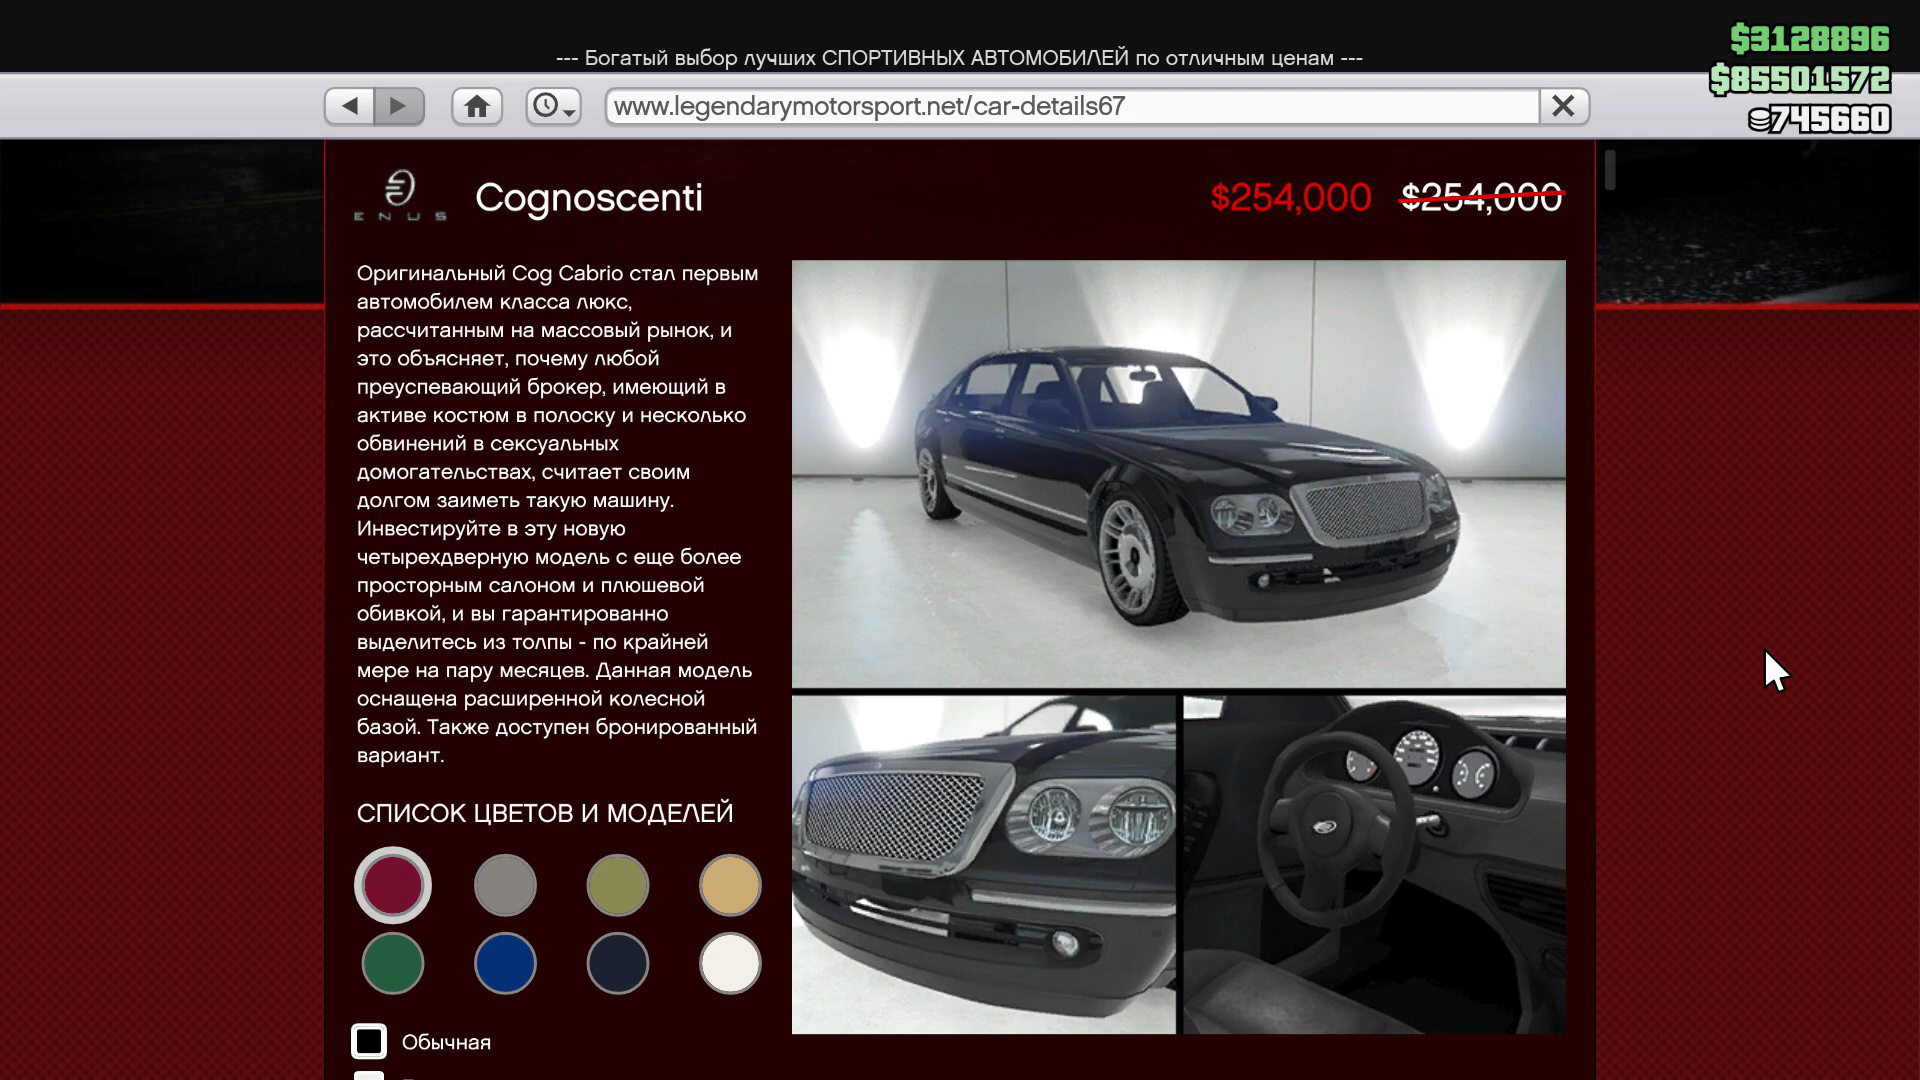 --- Богатый выбор лучших СПОРТИВНЫХ АВТОМОБИЛЕЙ по отличным ценам ---
$3128896
$85501572
745660
www.legendarymotorsport.net/car-details67
ENUS
Cognoscenti
$254,000 $254,000
Оригинальный Cog Cabrio стал первым
автомобилем класса люкс,
рассчитанным на массовый рынок, и
это объясняет, почему любой
преуспевающий брокер, имеющий в
активе костюм в полоску и несколько
обвинений в сексуальных
домогательствах, считает своим
долгом заиметь такую машину.
Инвестируйте в эту новую
четырехдверную модель с еще более
просторным салоном и плюшевой
обивкой, и вы гарантированно
выделитесь из толпы - по крайней
мере на пару месяцев. Данная модель
оснащена расширенной колесной
базой. Также доступен бронированный
вариант.
СПИСОК ЦВЕТОВ И МОДЕЛЕЙ
Обычная